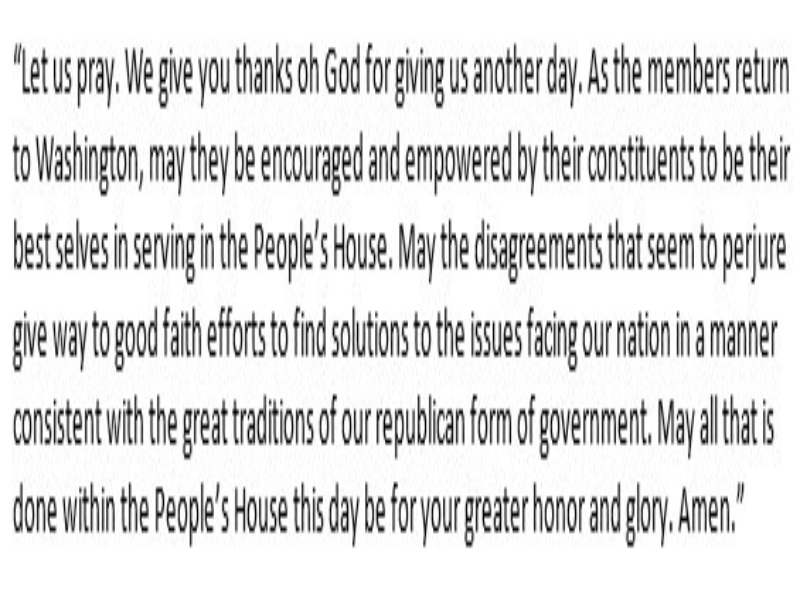 “Let us pray. We give you thanks oh God for giving us another day. As the members return
to Washington, may they be encouraged and empowered by their constituents to be their
best selves in serving in the People’s House. May the disagreements that seem to perjure
give way to good faith efforts to find solutions to the issues facing our nation in a manner
consistent with the great traditions of our republican form of government. May all that is
done within the People’s House this day be for your greater honor and glory. Amen.”